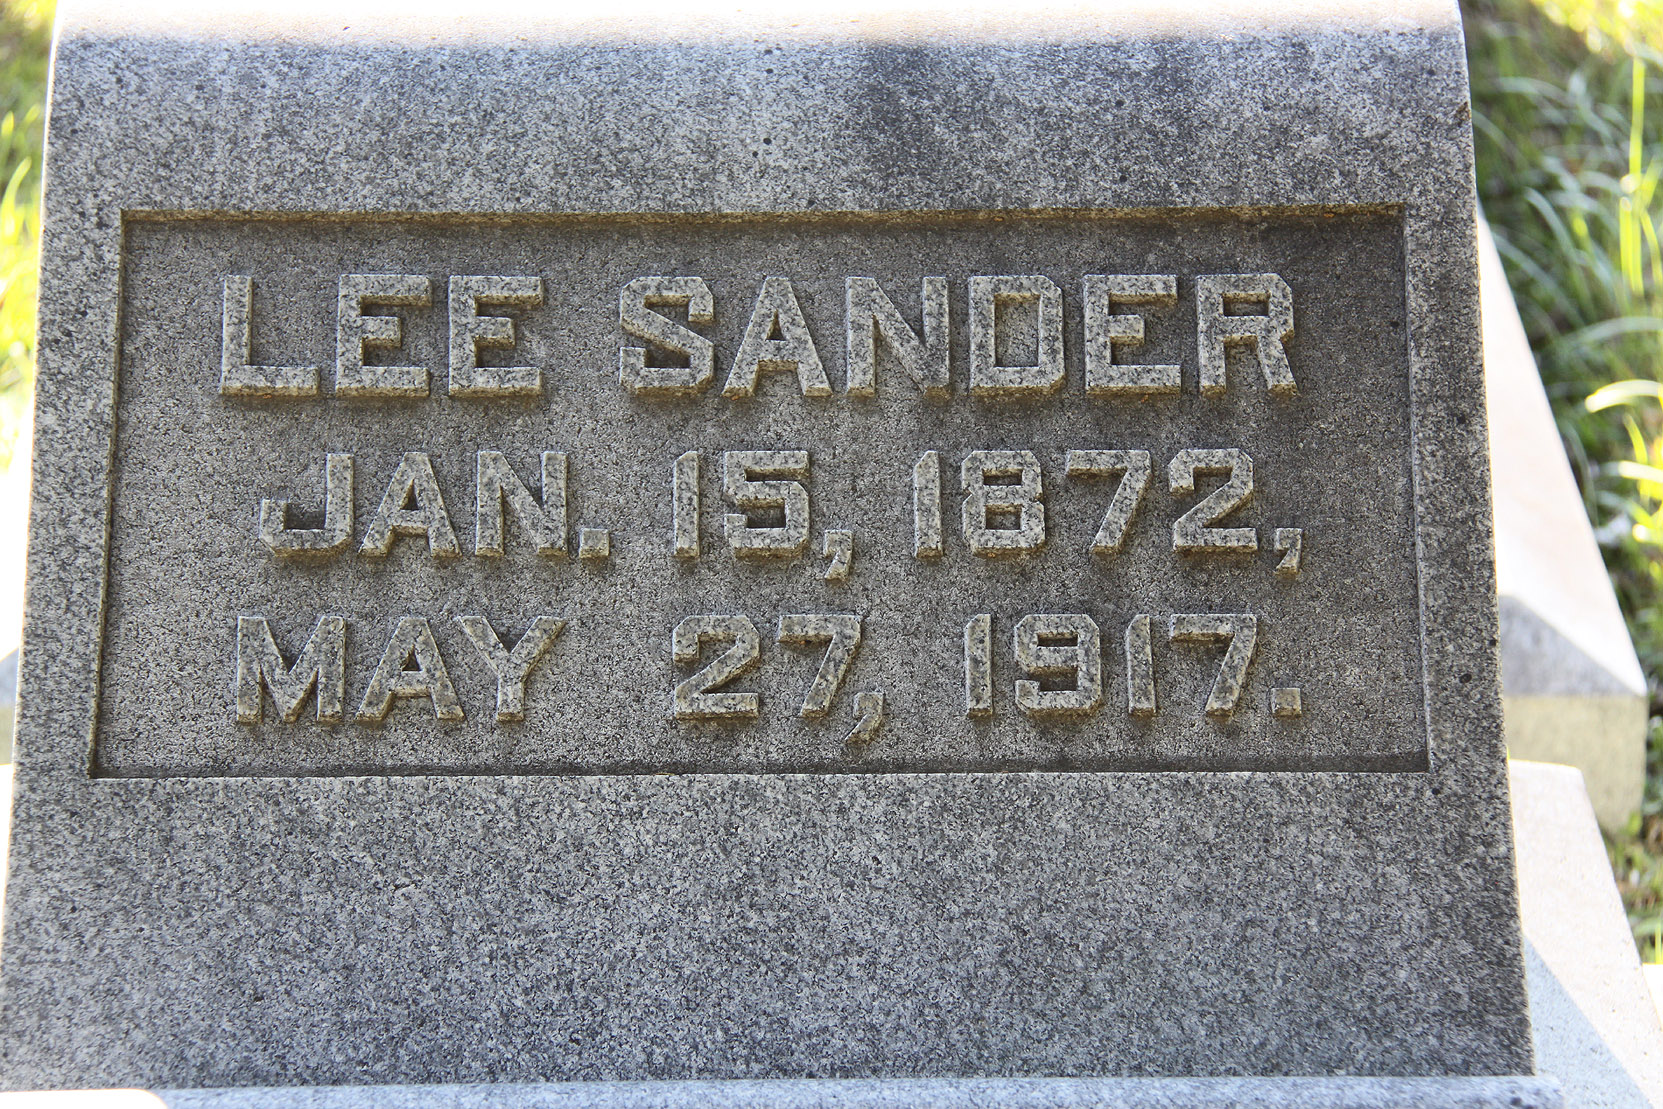 LEE SANDER
JAN. 15, 1872,
MAY 27, 1917.